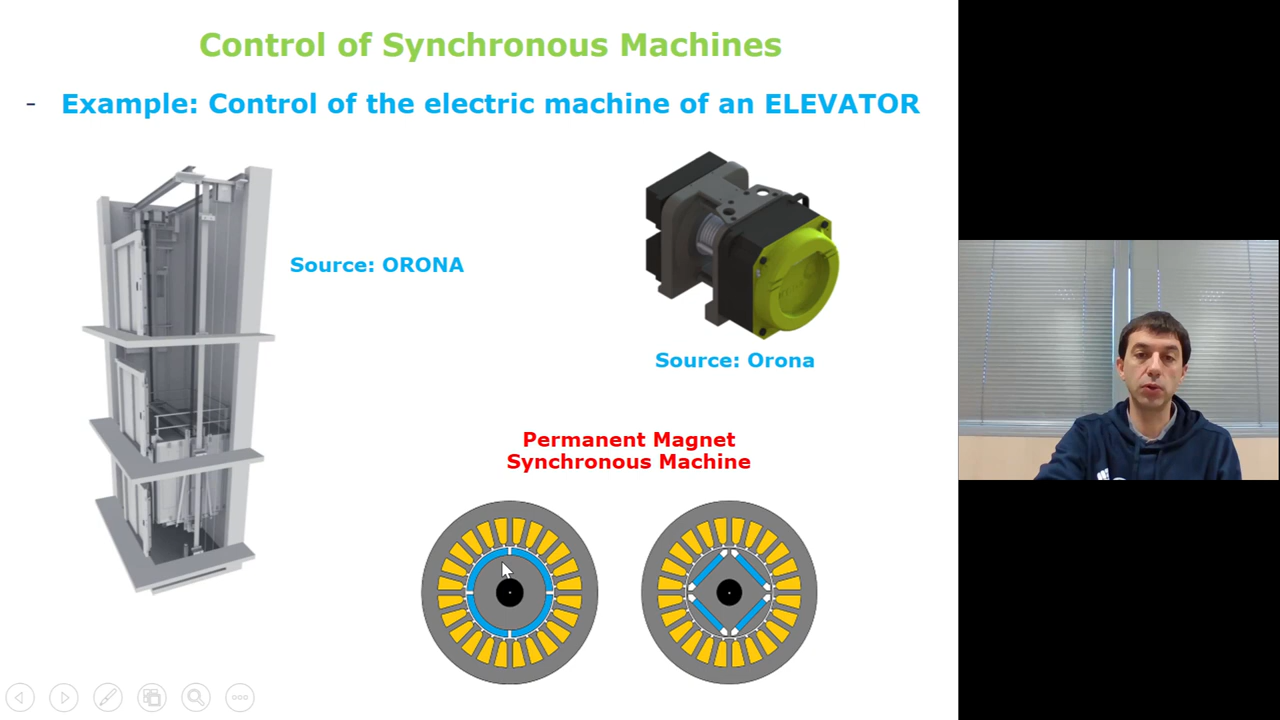 Control of Synchronous Machines
- Example: Control of the electric machine of an ELEVATOR
Source: ORONA
Source: Orona
Permanent Magnet
Synchronous Machine